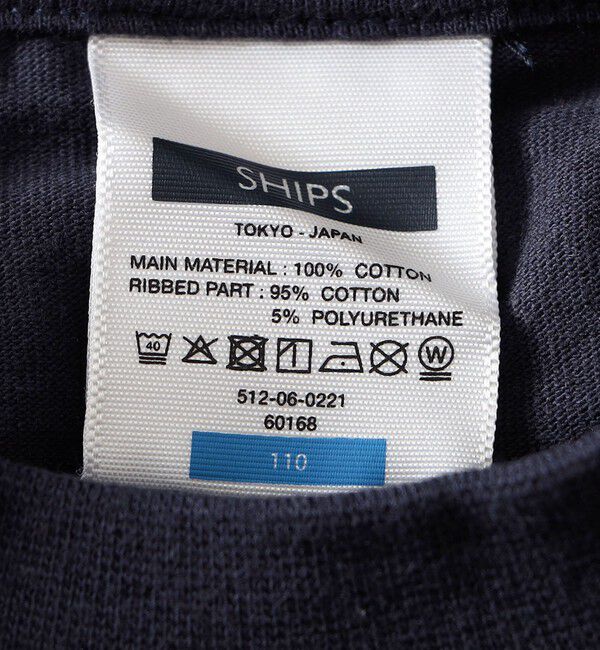 SHIPS
TOKYO - JAPAN
MAIN MATERIAL : 100% COTTON
RIBBED PART : 95% COTTON
5% POLYURETHANE
40 W
512-06-0221
60168
110